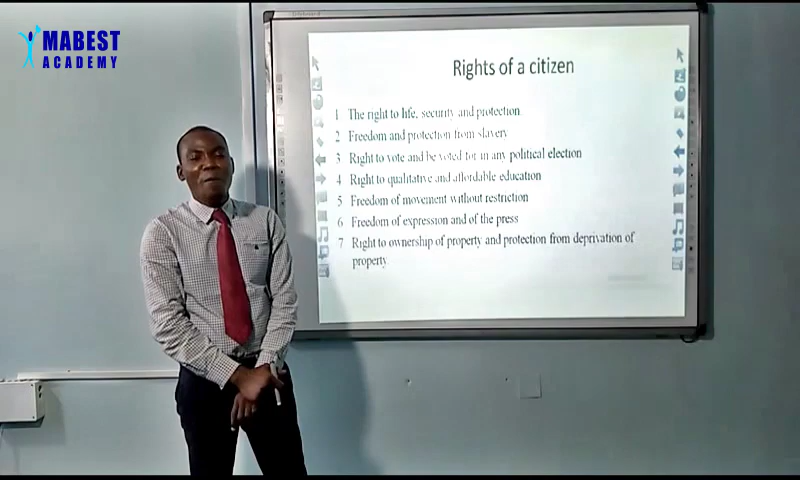 MABEST
ACADEMY
Rights of a citizen
1 The right to life, security and protection
2 Freedom and protection from slavery
3 Right to vote and be voted for in any political election
4 Right to qualitative and affordable education
5 Freedom of movement without restriction
6 Freedom of expression and of the press
7 Right to ownership of property and protection from deprivation of
property